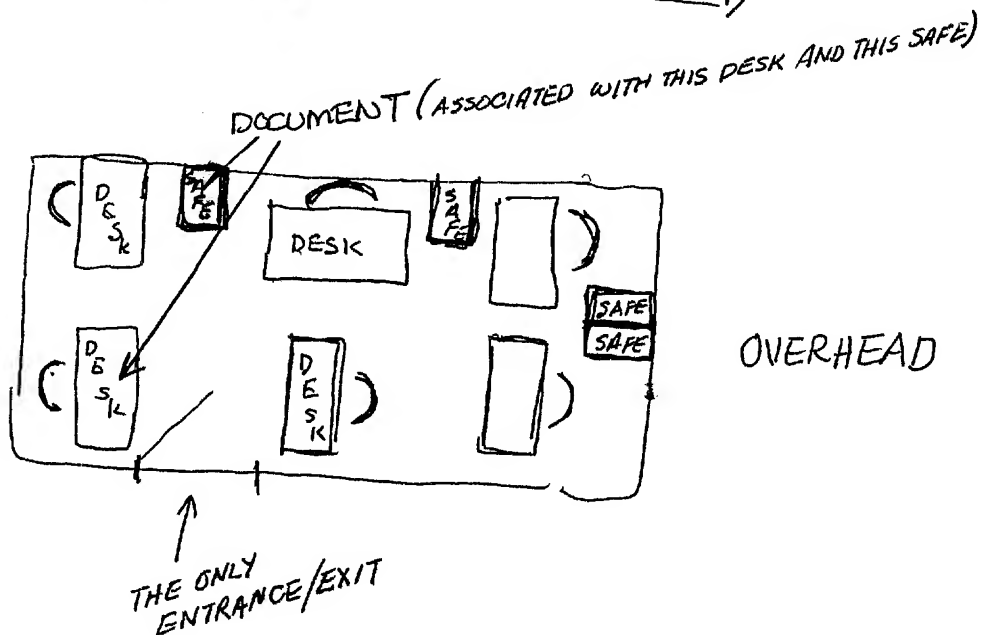 DOCUMENT (ASSOCIATED WITH THIS DESK AND THIS SAFE)
DESK
SAFE
DESK
SAFE
SAFE
SAFE
DESK
DESK
OVERHEAD
THE ONLY
ENTRANCE/EXIT